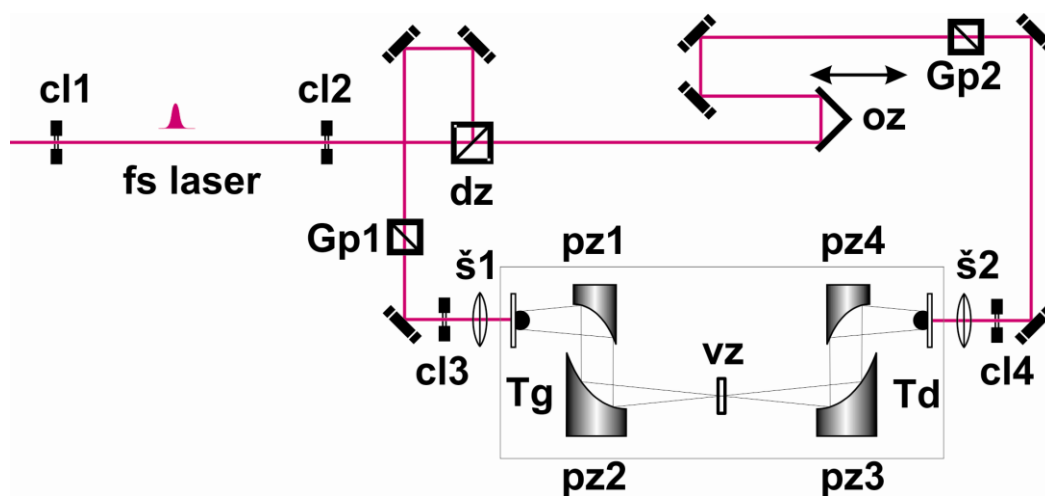 cl1
cl2
fs laser
dz
oz
Gp2
Gp1
š1
pz1
pz4
š2
cl3
Tg
vz
Td
cl4
pz2
pz3